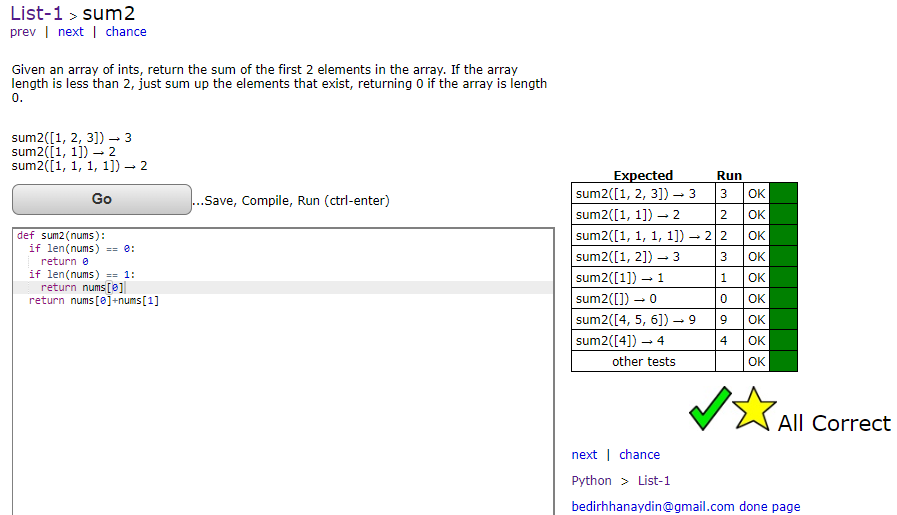 List-1 > sum2
prev | next | chance
Given an array of ints, return the sum of the first 2 elements in the array. If the array
length is less than 2, just sum up the elements that exist, returning 0 if the array is length
0.
sum2([1, 2, 3]) → 3
sum2([1, 1]) → 2
sum2([1, 1, 1, 1]) → 2
Go ...Save, Compile, Run (ctrl-enter)
def sum2(nums):
  if len(nums) == 0:
    return 0
  if len(nums) == 1:
    return nums[0]
  return nums[0]+nums[1]
Expected Run
sum2([1, 2, 3]) → 3 3 OK
sum2([1, 1]) → 2 2 OK
sum2([1, 1, 1, 1]) → 2 2 OK
sum2([1, 2]) → 3 3 OK
sum2([1]) → 1 1 OK
sum2([]) → 0 0 OK
sum2([4, 5, 6]) → 9 9 OK
sum2([4]) → 4 4 OK
other tests OK
All Correct
next | chance
Python > List-1
bedirhhanaydin@gmail.com done page